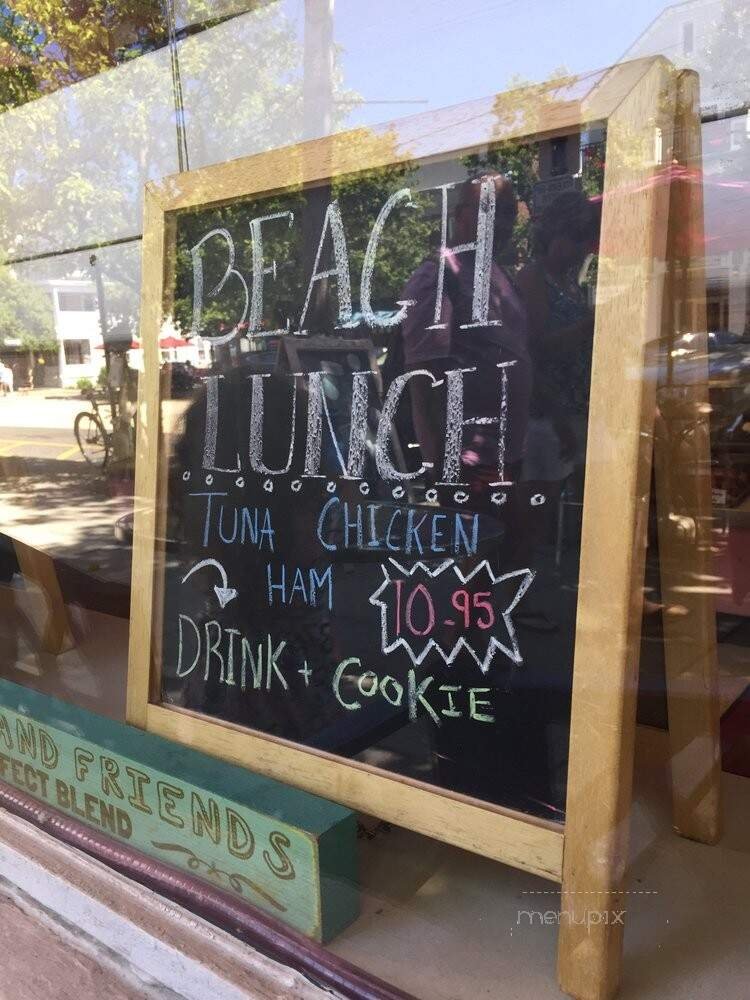 BEACH
LUNCH
TUNA CHICKEN
HAM 10.95
DRINK + COOKIE
AND FRIENDS
FECT BLEND
menupix